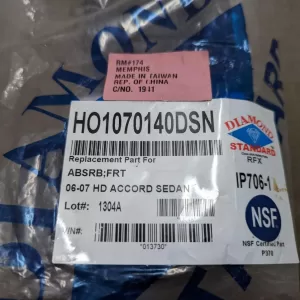 RM#174
MEMPHIS
MADE IN TAIWAN
REP. OF CHINA
C/NO. 1911
DIAMOND
HO1070140DSN
Replacement Part For
ABSRB;FRT
06-07 HD ACCORD SEDAN
Lot#: 1304A
V/N#:
*013730*
DIAMOND
STANDARD
RFX
IP706-1
NSF
NSF Certified Part
P370